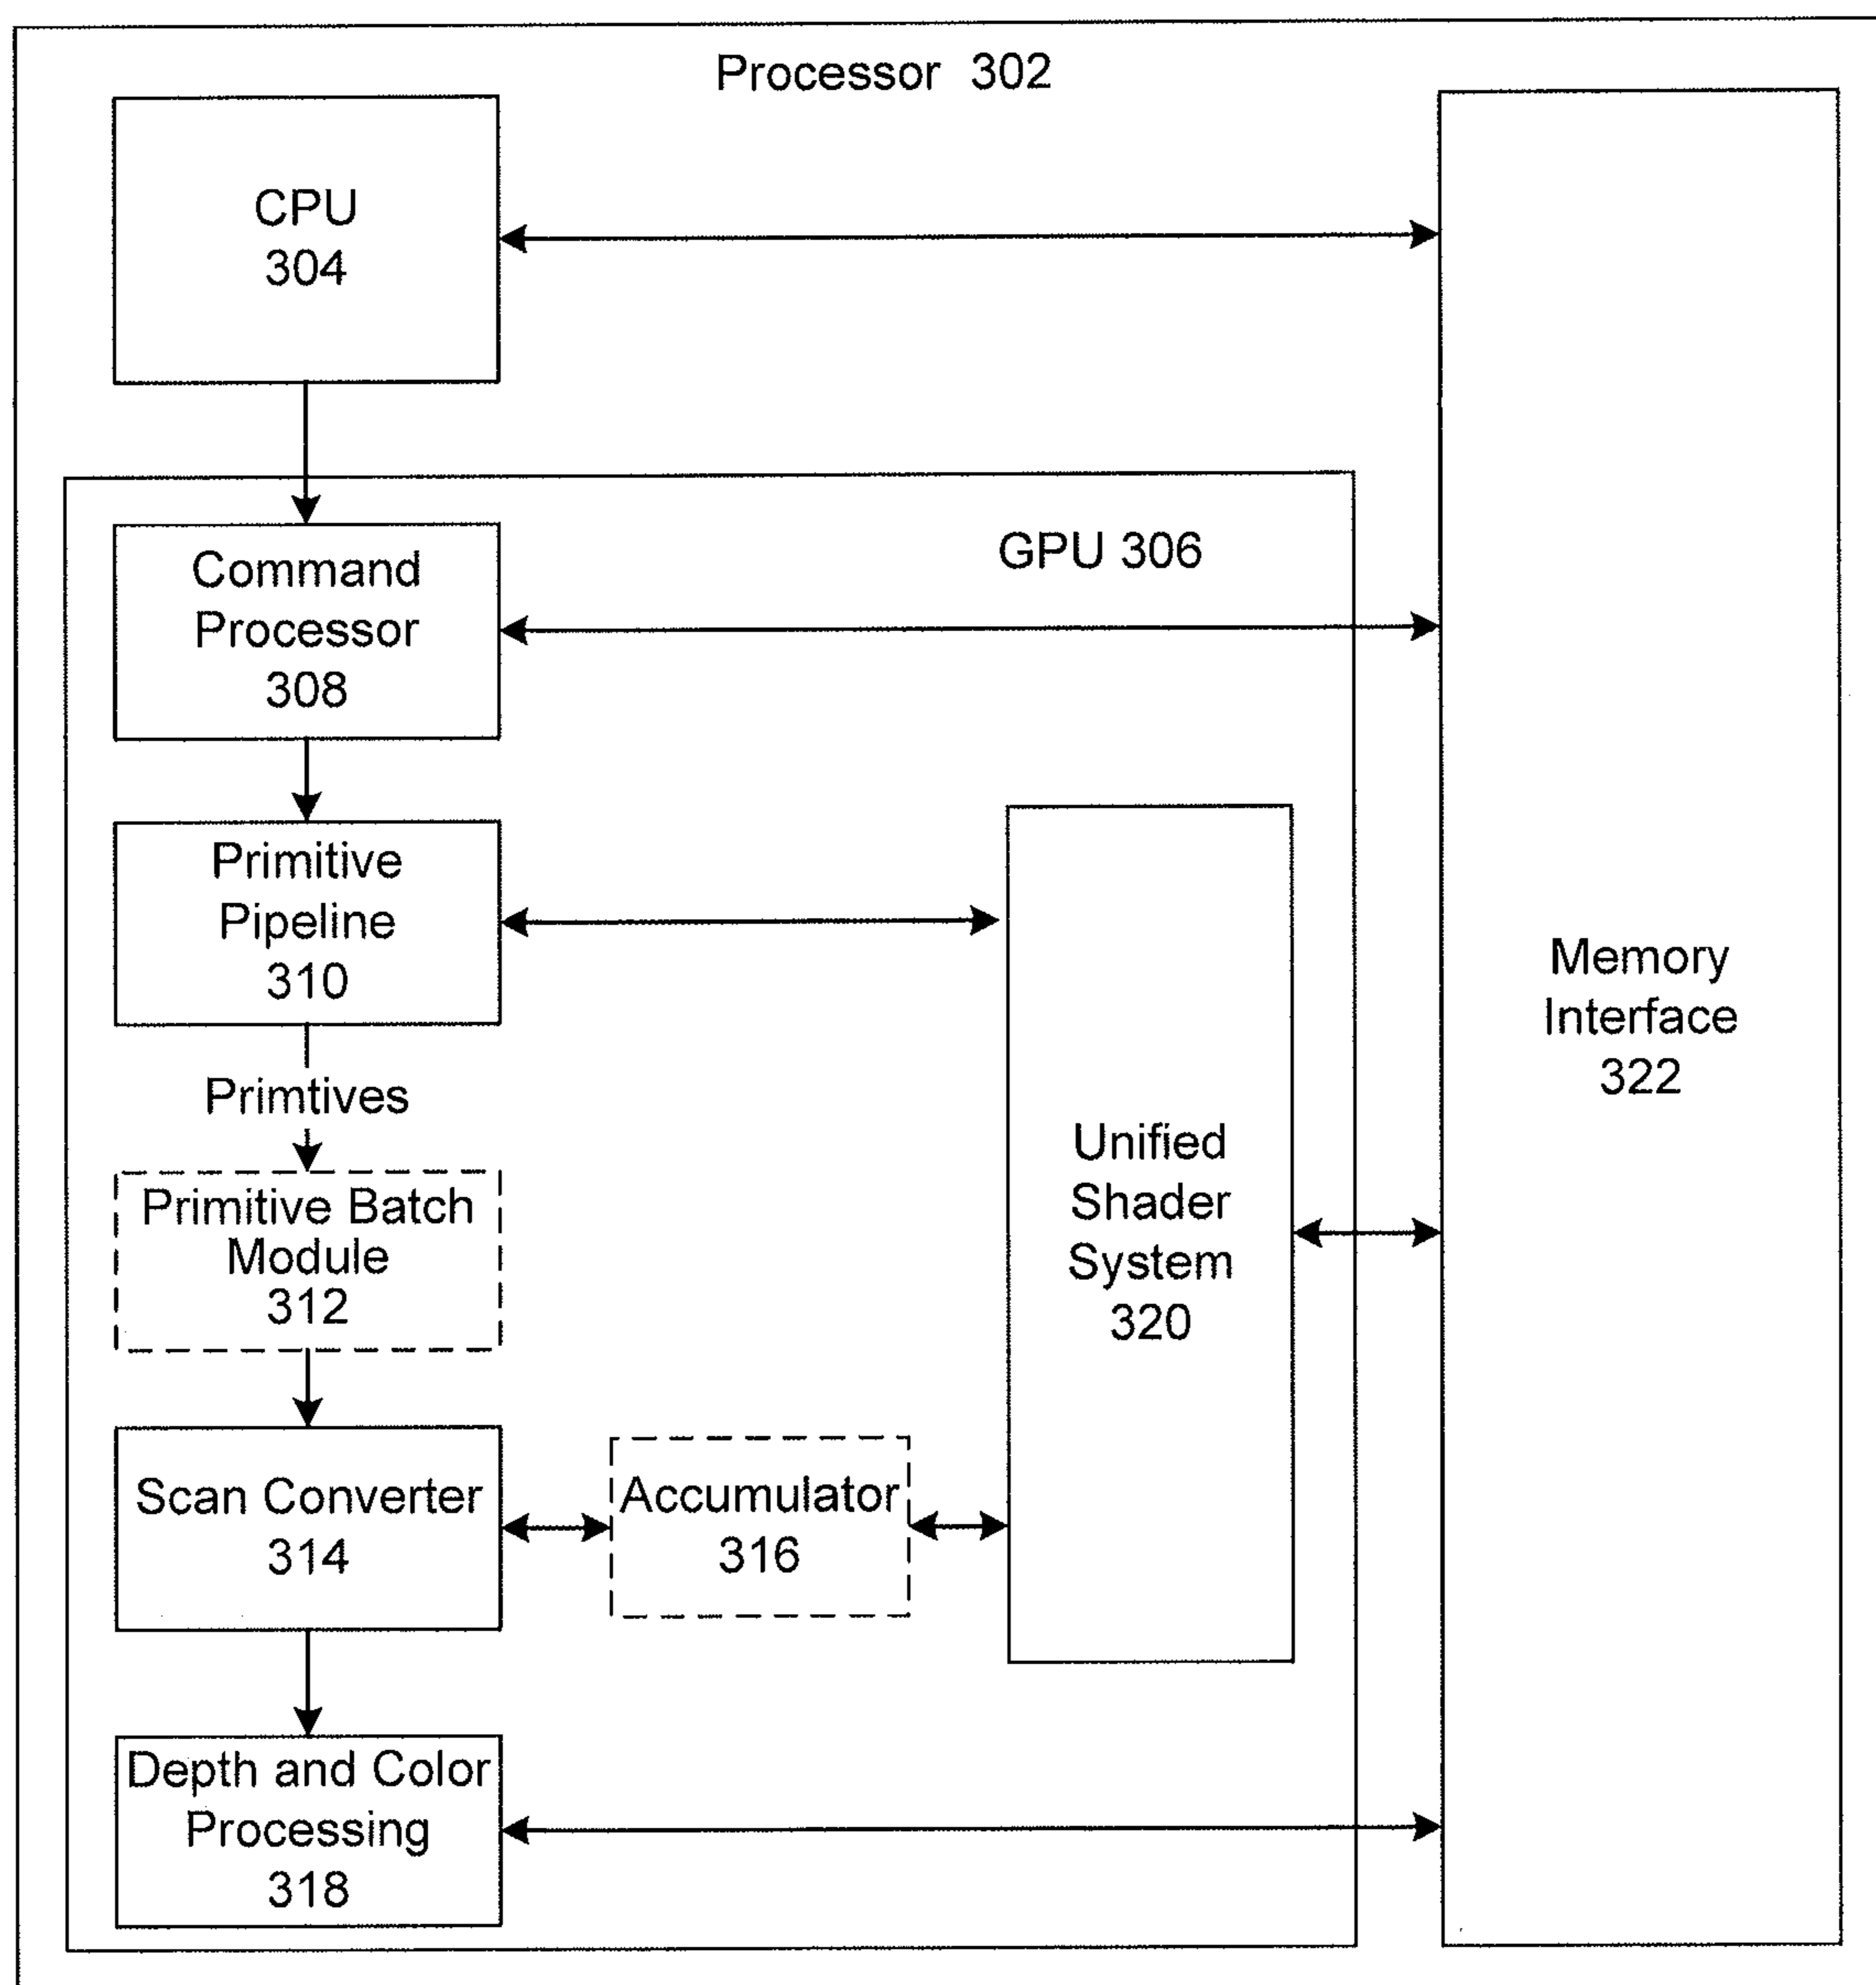 Processor 302
CPU
304
GPU 306
Command
Processor
308
Primitive
Pipeline
310
Primtives
Primitive Batch
Module
312
Scan Converter
314
Accumulator
316
Unified
Shader
System
320
Depth and Color
Processing
318
Memory
Interface
322